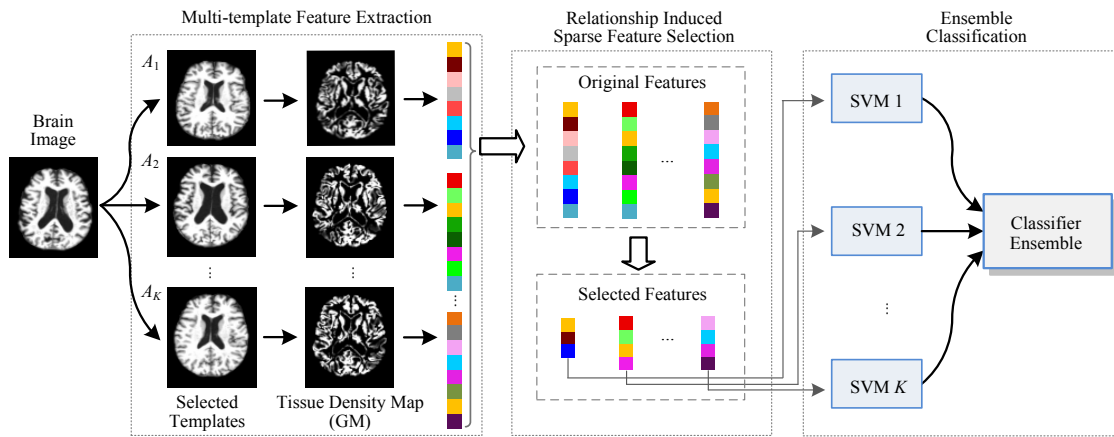 Multi-template Feature Extraction
Relationship Induced
Sparse Feature Selection
Ensemble
Classification
Brain
Image
A1
A2
⋮
AK
⋮
⋮
Selected
Templates
Tissue Density Map
(GM)
Original Features
...
Selected Features
...
SVM 1
SVM 2
⋮
SVM K
Classifier
Ensemble